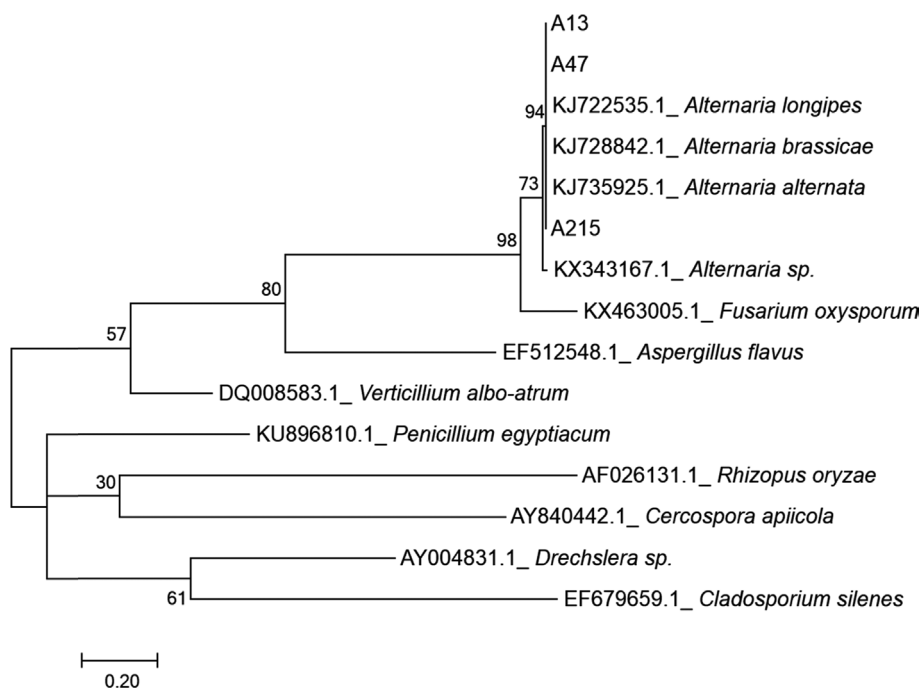 A13
A47
94
KJ722535.1_ Alternaria longipes
KJ728842.1_ Alternaria brassicae
73
KJ735925.1_ Alternaria alternata
A215
98
KX343167.1_ Alternaria sp.
80
KX463005.1_ Fusarium oxysporum
57
EF512548.1_ Aspergillus flavus
DQ008583.1_ Verticillium albo-atrum
KU896810.1_ Penicillium egyptiacum
30
AF026131.1_ Rhizopus oryzae
AY840442.1_ Cercospora apiicola
AY004831.1_ Drechslera sp.
61
EF679659.1_ Cladosporium silenes
0.20